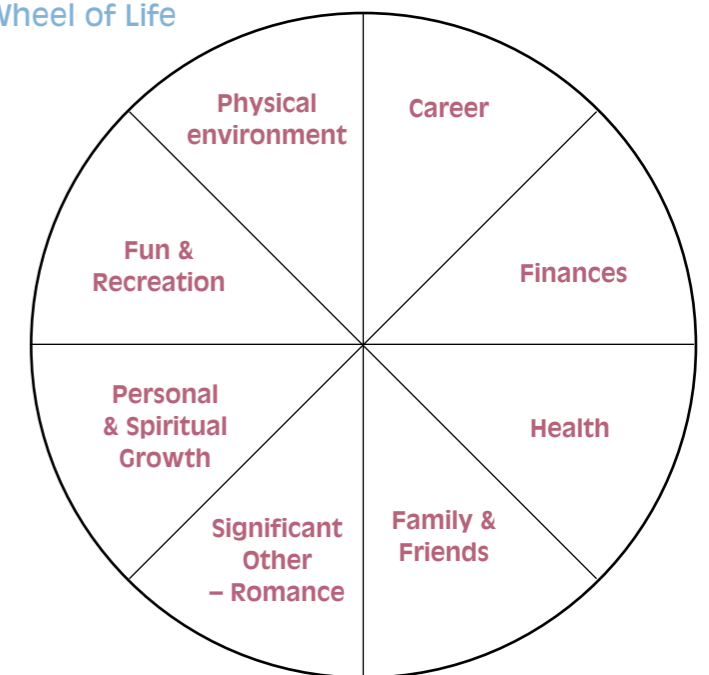 Wheel of Life
Physical
environment
Career
Fun &
Recreation
Finances
Personal
& Spiritual
Growth
Health
Significant
Other
– Romance
Family &
Friends